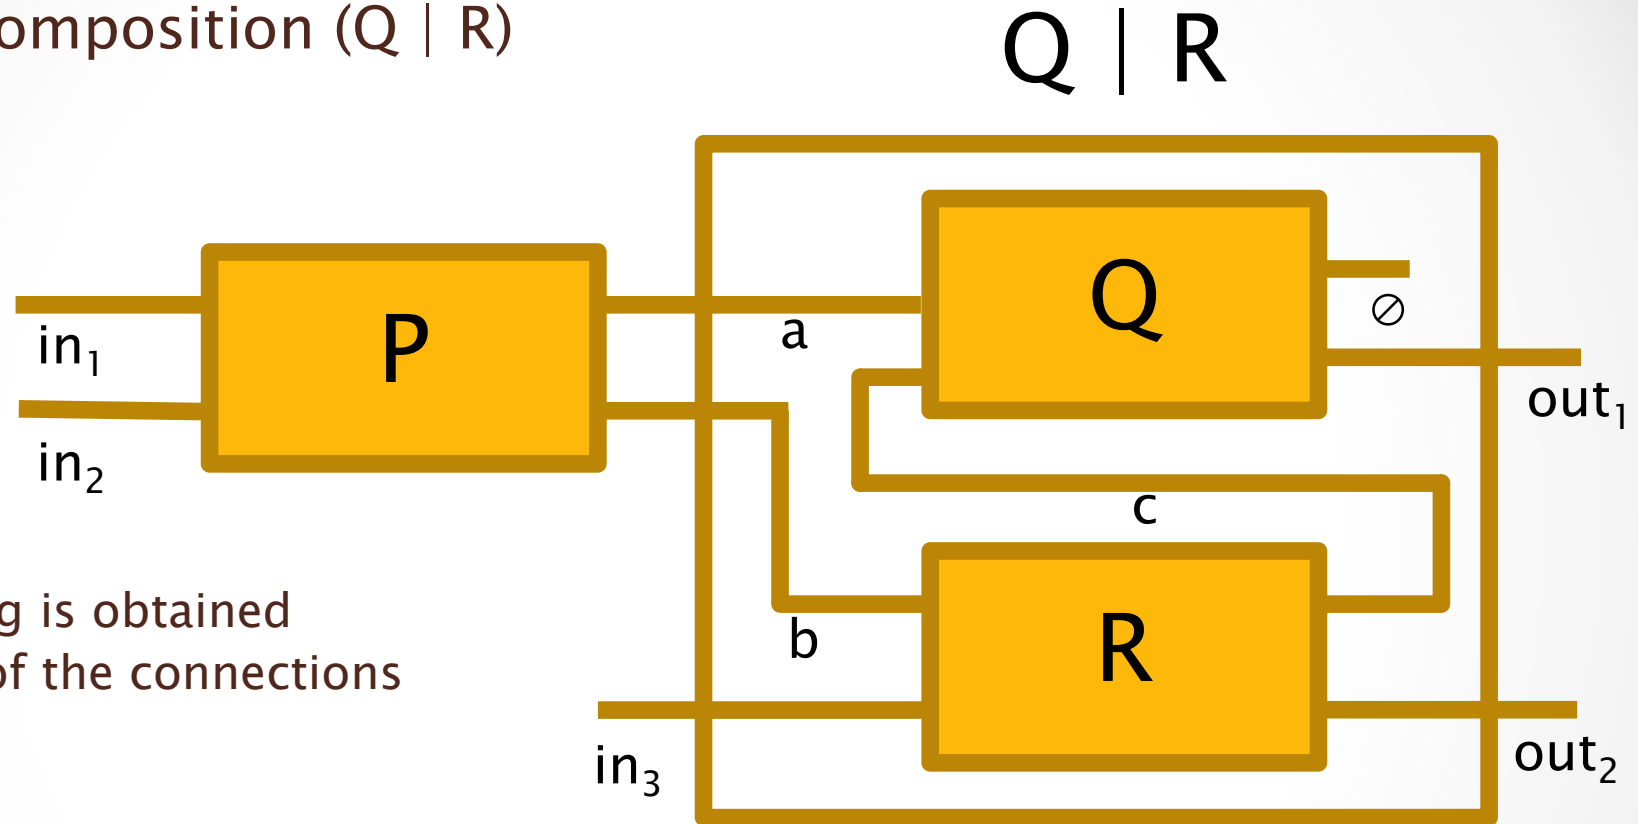 omposition (Q | R)
Q | R
P
Q
R
in₁
in₂
in₃
a
b
c
∅
out₁
out₂
g is obtained
of the connections